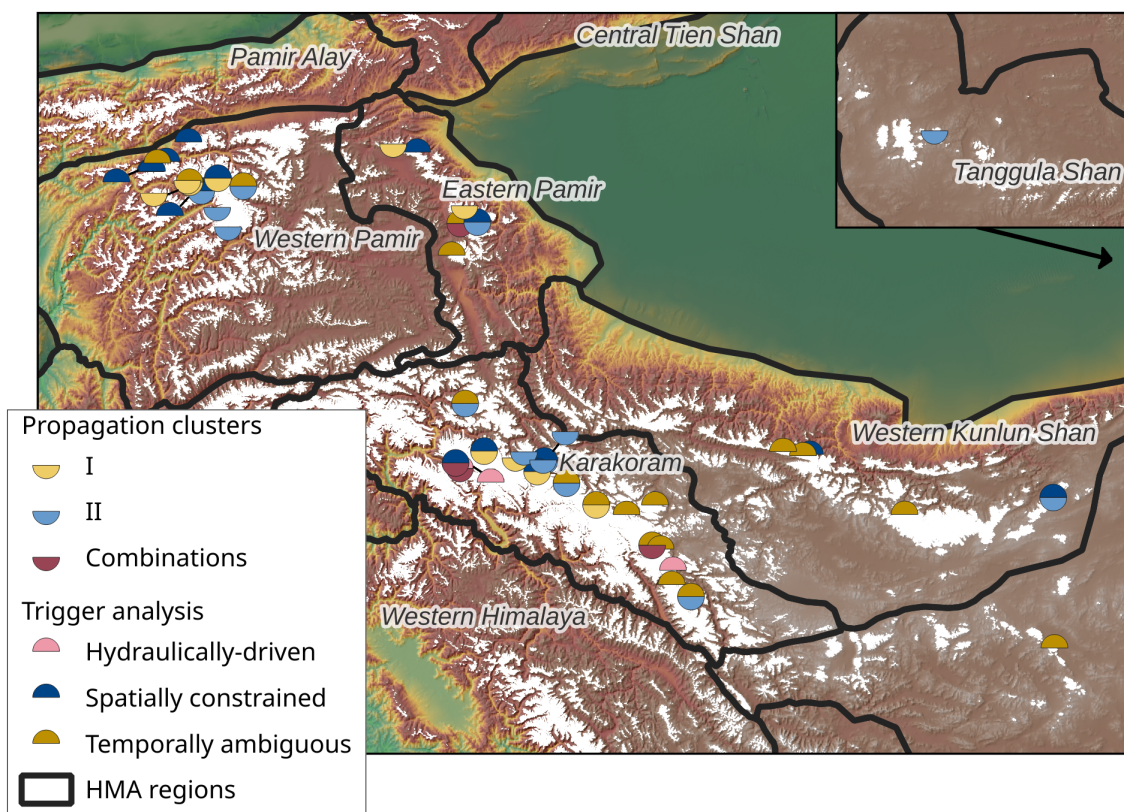 Central Tien Shan
Pamir Alay
Tanggula Shan
Eastern Pamir
Western Pamir
Western Kunlun Shan
Karakoram
Western Himalaya
Propagation clusters
I
II
Combinations
Trigger analysis
Hydraulically-driven
Spatially constrained
Temporally ambiguous
HMA regions